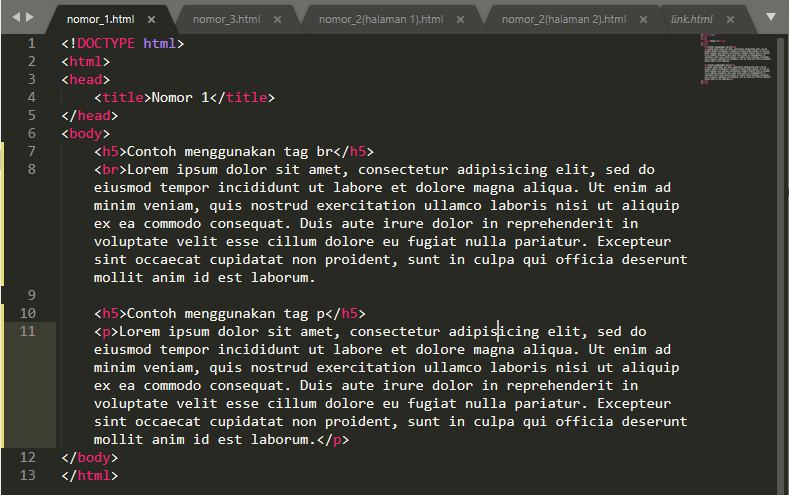 nomor_1.html × nomor_3.html × nomor_2(halaman 1).html × nomor_2(halaman 2).html × link.html ×
1 <!DOCTYPE html>
2 <html>
3 <head>
4 <title>Nomor 1</title>
5 </head>
6 <body>
7 <h5>Contoh menggunakan tag br</h5>
8 <br>Lorem ipsum dolor sit amet, consectetur adipisicing elit, sed do
eiusmod tempor incididunt ut labore et dolore magna aliqua. Ut enim ad
minim veniam, quis nostrud exercitation ullamco laboris nisi ut aliquip
ex ea commodo consequat. Duis aute irure dolor in reprehenderit in
voluptate velit esse cillum dolore eu fugiat nulla pariatur. Excepteur
sint occaecat cupidatat non proident, sunt in culpa qui officia deserunt
mollit anim id est laborum.
9
10 <h5>Contoh menggunakan tag p</h5>
11 <p>Lorem ipsum dolor sit amet, consectetur adipisicing elit, sed do
eiusmod tempor incididunt ut labore et dolore magna aliqua. Ut enim ad
minim veniam, quis nostrud exercitation ullamco laboris nisi ut aliquip
ex ea commodo consequat. Duis aute irure dolor in reprehenderit in
voluptate velit esse cillum dolore eu fugiat nulla pariatur. Excepteur
sint occaecat cupidatat non proident, sunt in culpa qui officia deserunt
mollit anim id est laborum.</p>
12 </body>
13 </html>